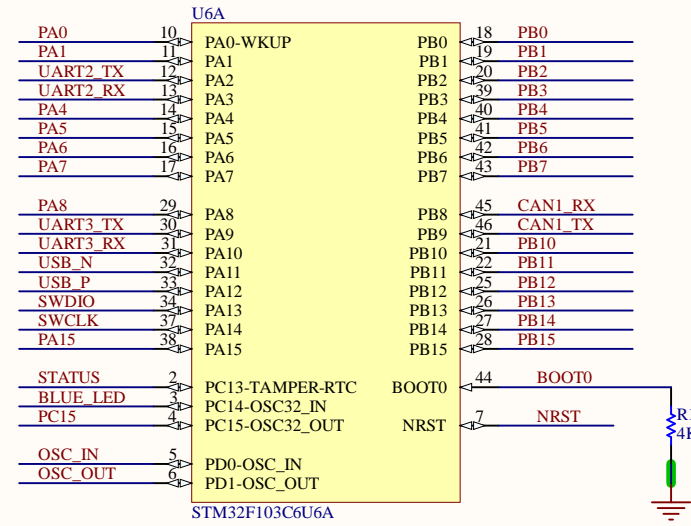 U6A
PA0 10 PA0-WKUP PB0 18 PB0
PA1 11 PA1 PB1 19 PB1
UART2_TX 12 PA2 PB2 20 PB2
UART2_RX 13 PA3 PB3 39 PB3
PA4 14 PA4 PB4 40 PB4
PA5 15 PA5 PB5 41 PB5
PA6 16 PA6 PB6 42 PB6
PA7 17 PA7 PB7 43 PB7
PA8 29 PA8 PB8 45 CAN1_RX
UART3_TX 30 PA9 PB9 46 CAN1_TX
UART3_RX 31 PA10 PB10 21 PB10
USB_N 32 PA11 PB11 22 PB11
USB_P 33 PA12 PB12 25 PB12
SWDIO 34 PA13 PB13 26 PB13
SWCLK 37 PA14 PB14 27 PB14
PA15 38 PA15 PB15 28 PB15
STATUS 2 PC13-TAMPER-RTC BOOT0 44 BOOT0
BLUE_LED 3 PC14-OSC32_IN
PC15 4 PC15-OSC32_OUT NRST 7 NRST
OSC_IN 5 PD0-OSC_IN
OSC_OUT 6 PD1-OSC_OUT
STM32F103C6U6A